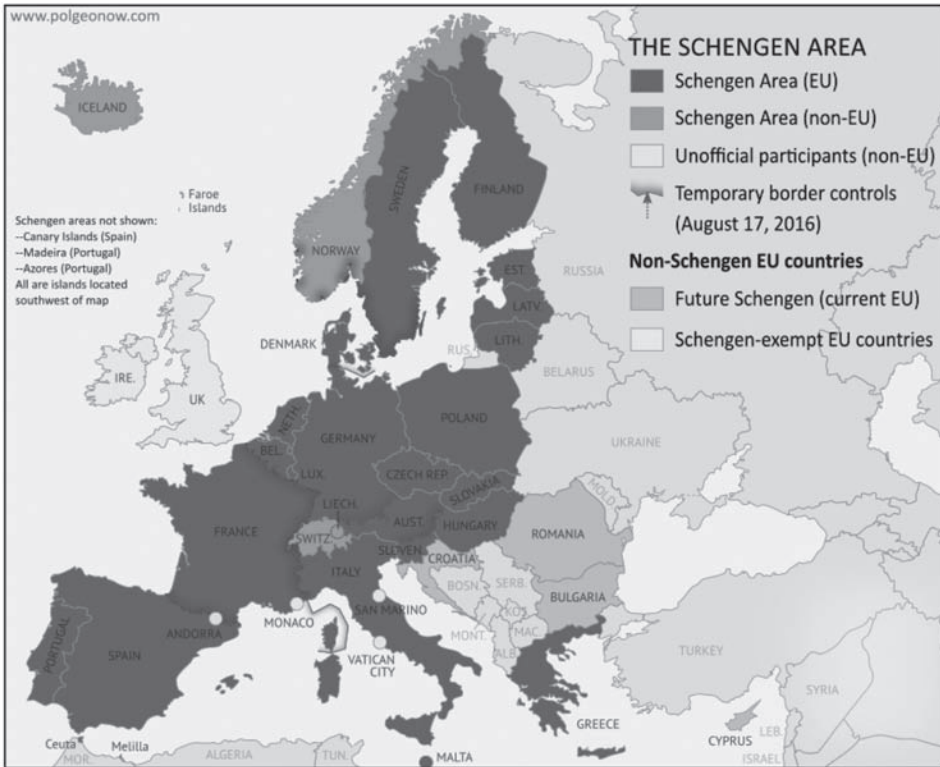 www.polgeonow.com
THE SCHENGEN AREA
Schengen Area (EU)
Schengen Area (non-EU)
Unofficial participants (non-EU)
Temporary border controls
(August 17, 2016)
Non-Schengen EU countries
Future Schengen (current EU)
Schengen-exempt EU countries
ICELAND
Faroe
Islands
Schengen areas not shown:
--Canary Islands (Spain)
--Madeira (Portugal)
--Azores (Portugal)
All are islands located
southwest of map
SWEDEN
FINLAND
NORWAY
RUSSIA
EST.
LATV.
LITH.
DENMARK
RUS.
BELARUS
IRE.
UK
NETH.
POLAND
GERMANY
BEL.
UKRAINE
LUX.
CZECH REP.
SLOVAKIA
MOLD.
LIECH.
FRANCE
AUST.
HUNGARY
SWITZ.
ROMANIA
SLOVEN.
CROATIA
ITALY
BOSN.
SERB.
BULGARIA
SAN MARINO
KOS.
MONACO
ANDORRA
MONT.
MAC.
PORTUGAL
SPAIN
VATICAN
CITY
ALB.
TURKEY
SYRIA
GREECE
CYPRUS
LEB.
Ceuta
Melilla
MOR.
ALGERIA
TUN.
MALTA
ISRAEL